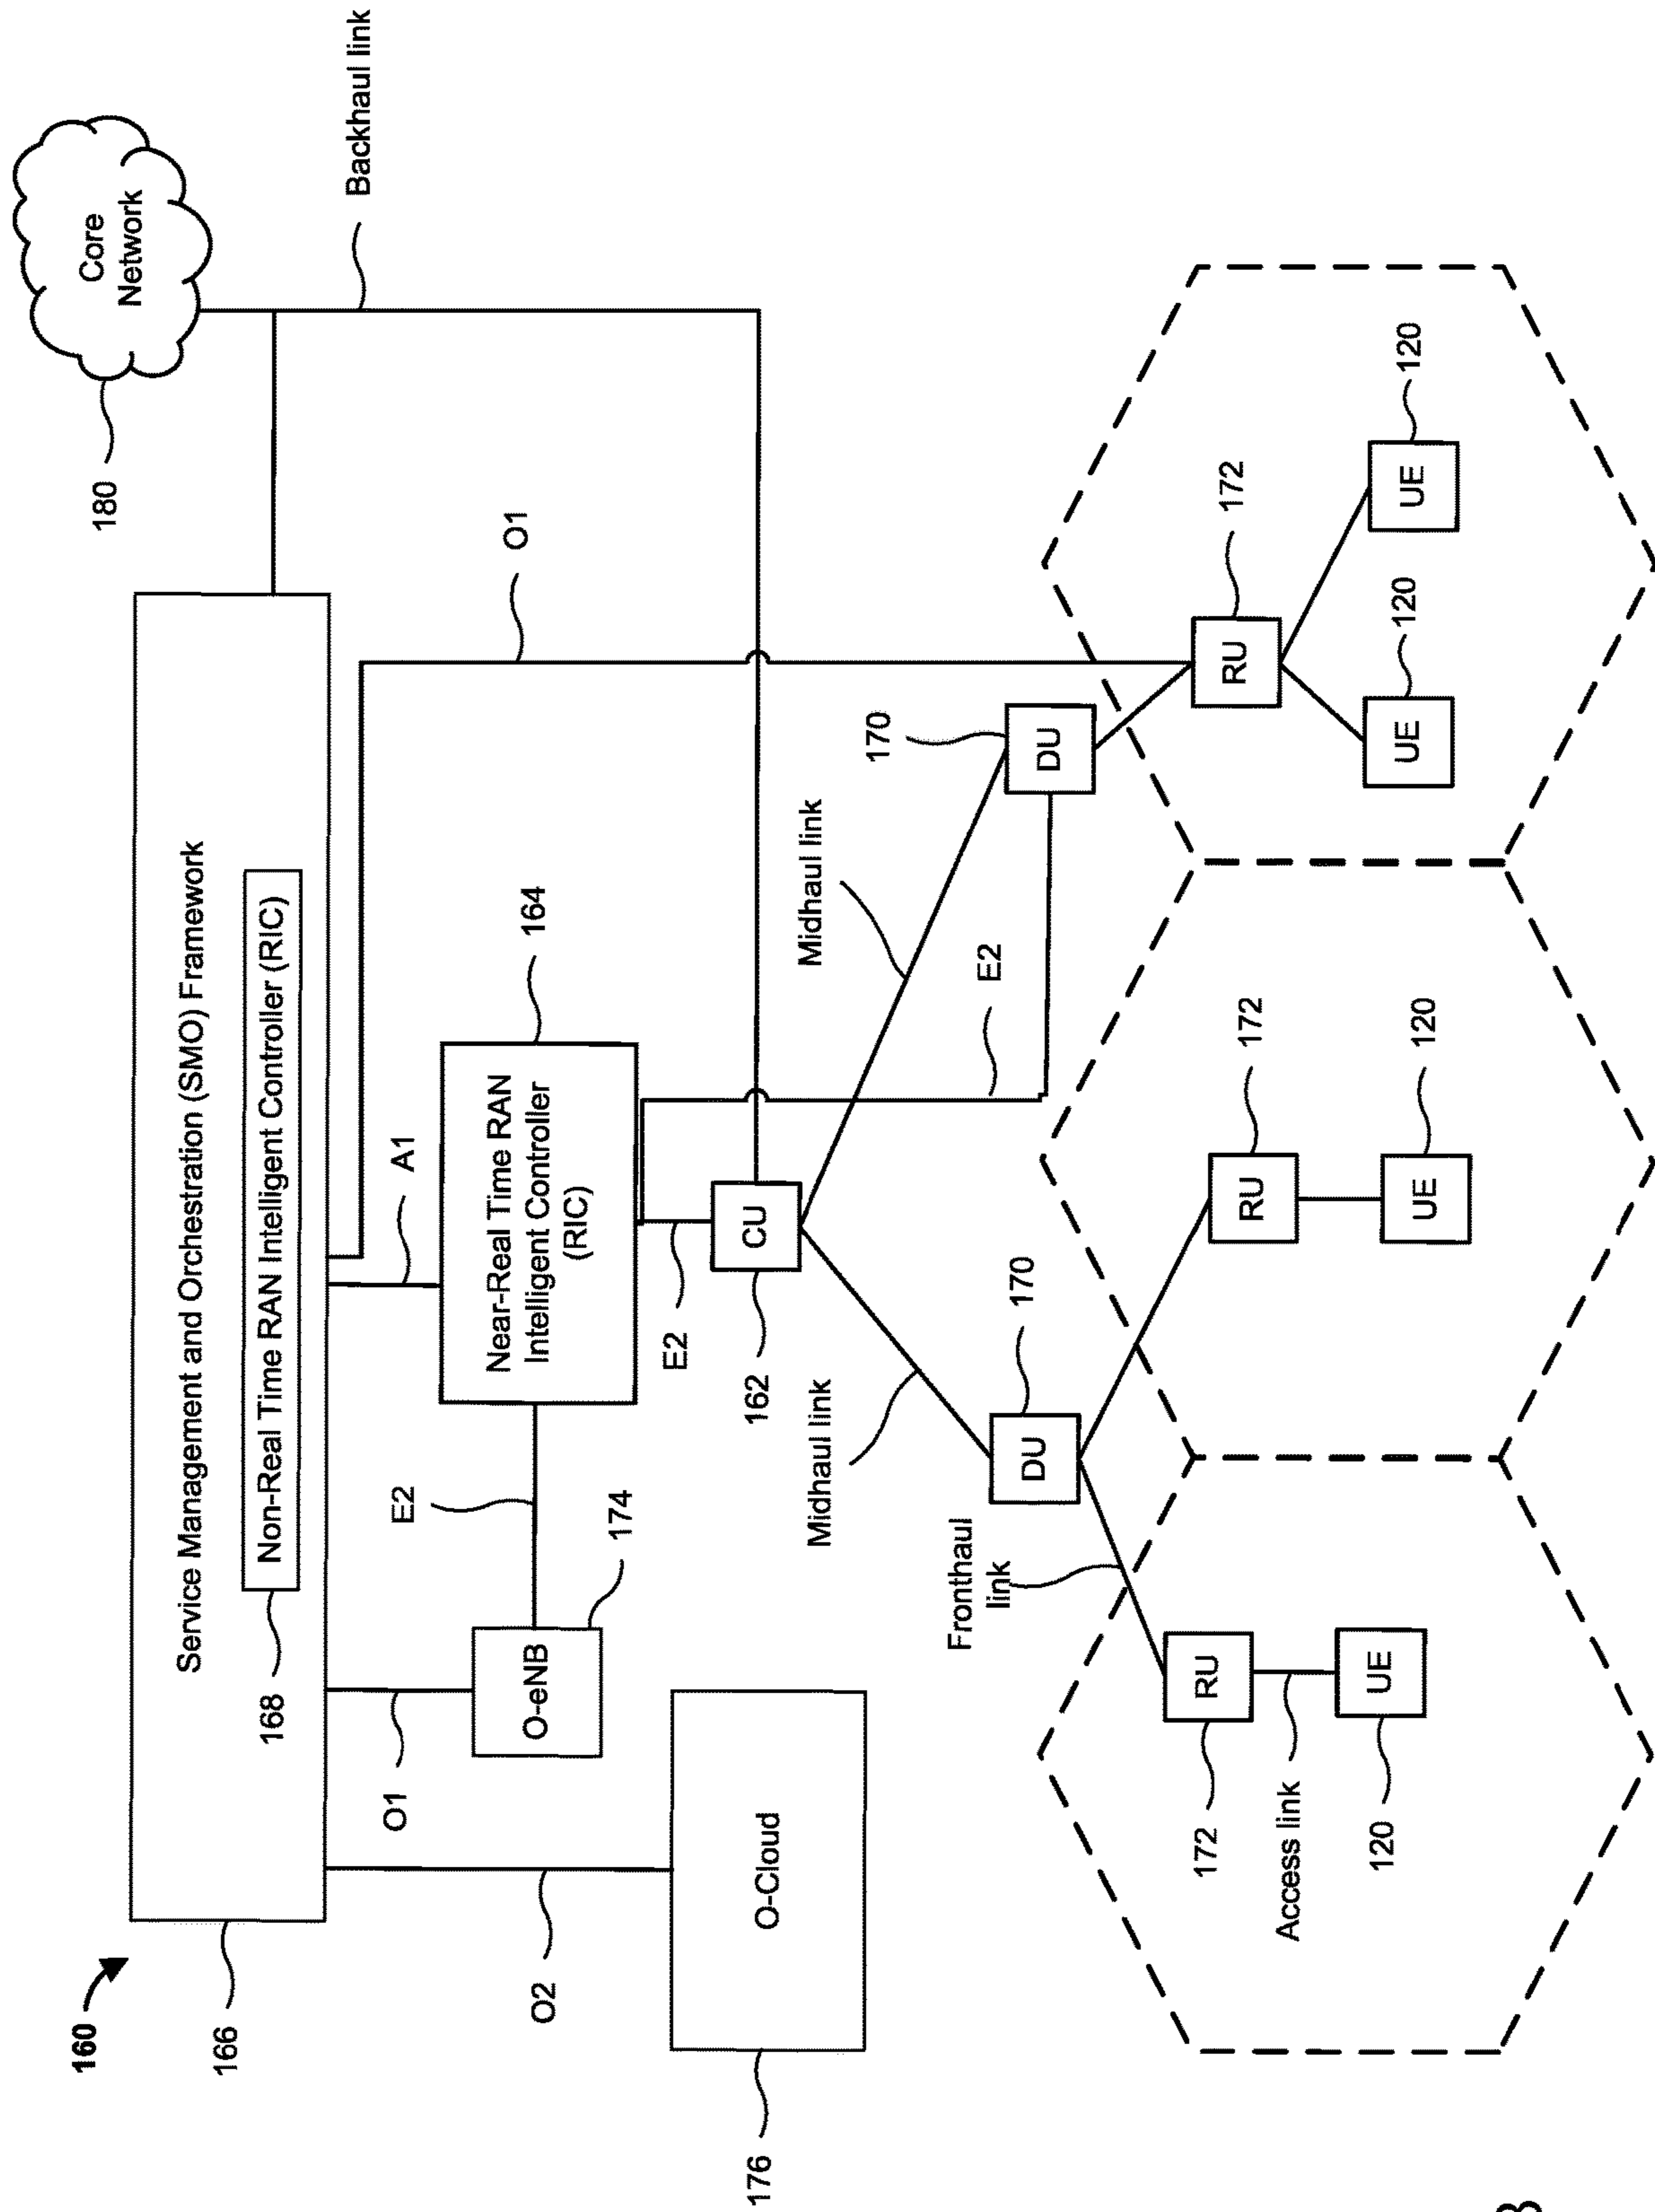 160
Core
Network
180
Service Management and Orchestration (SMO) Framework
166
168
Non-Real Time RAN Intelligent Controller (RIC)
Backhaul link
O1
E2
A1
Near-Real Time RAN
Intelligent Controller
(RIC)
164
O1
O2
O-eNB
174
E2
176
O-Cloud
162
CU
Midhaul link
Midhaul link
170
Fronthaul
link
E2
170
DU
DU
172
RU
Access link
172
RU
172
RU
120
UE
120
UE
120
UE
120
UE